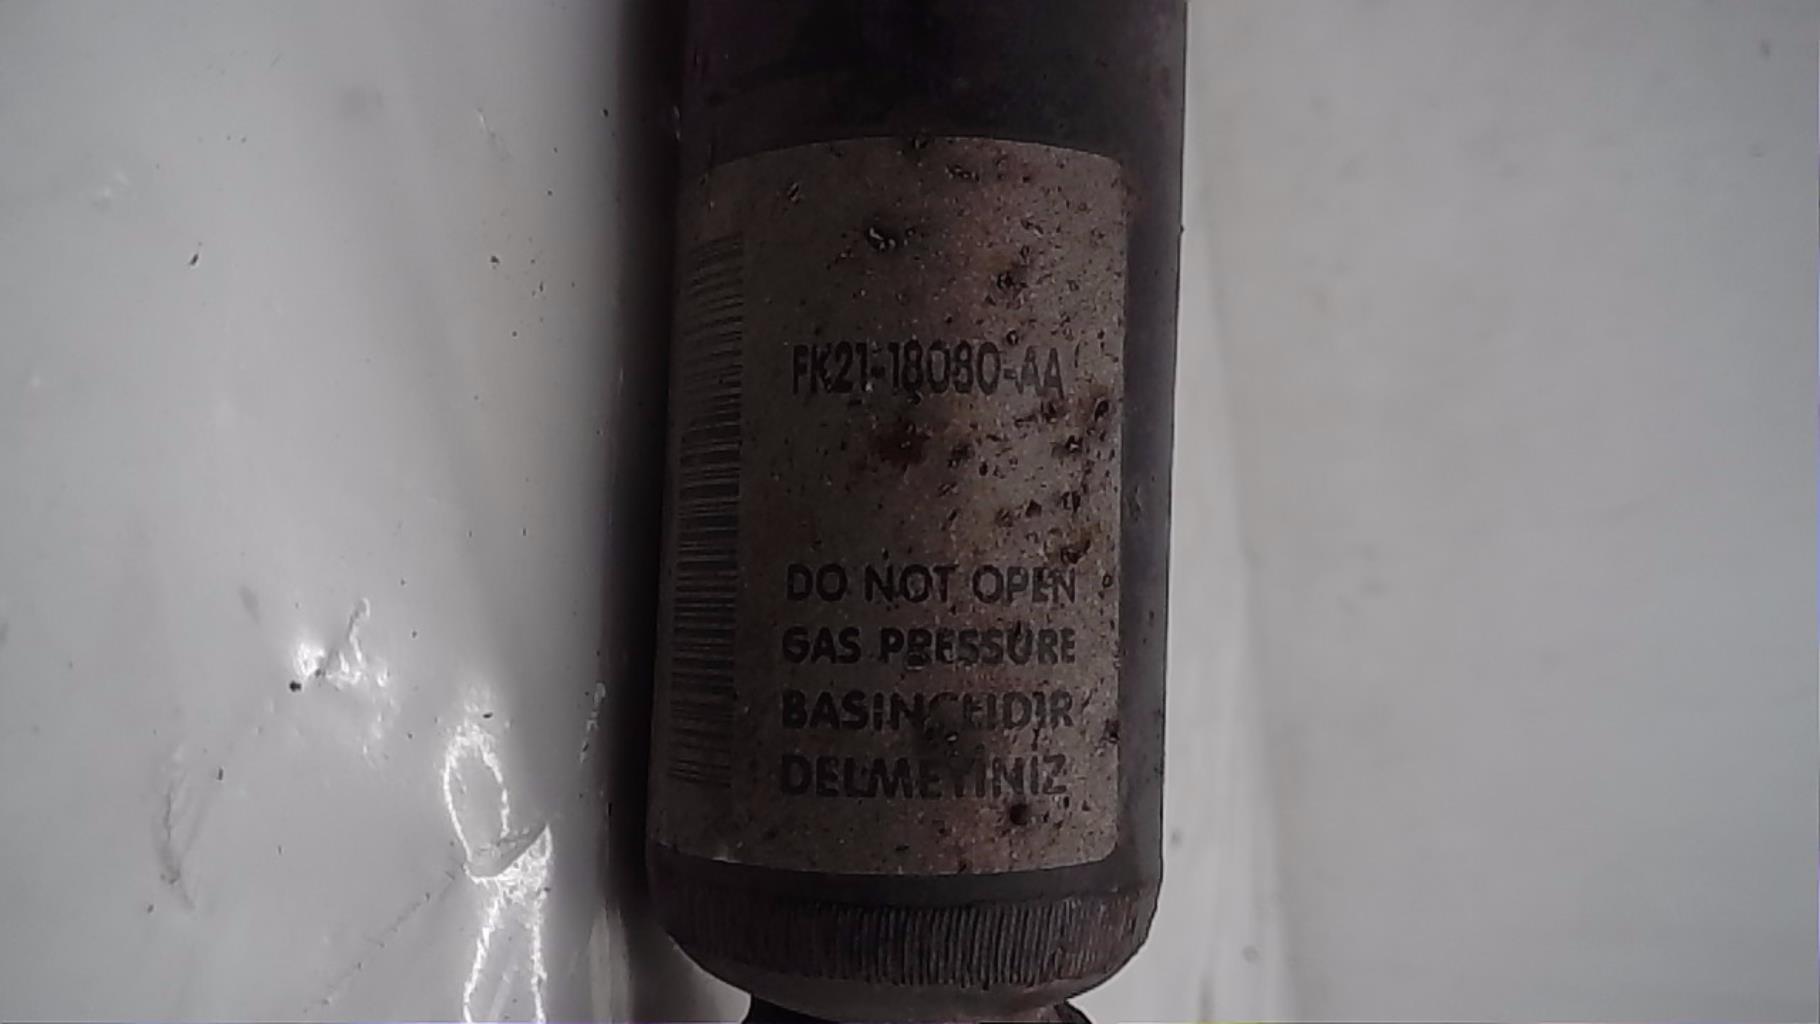 FK21-18080-AA
DO NOT OPEN
GAS PRESSURE
BASINÇLIDIR
DELMEYİNİZ